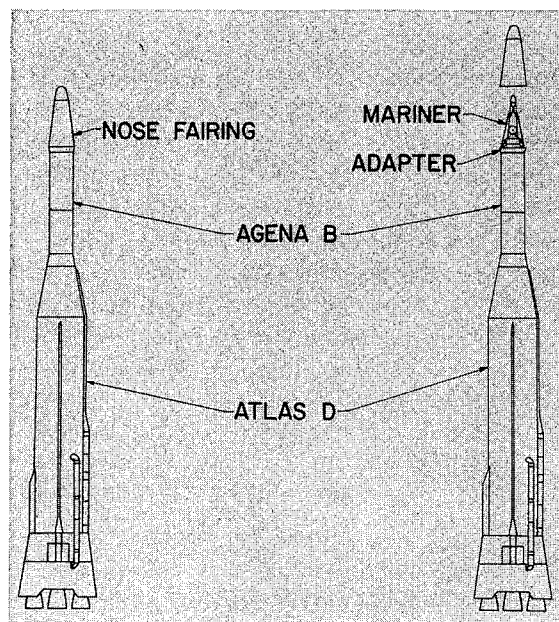 MARINER
NOSE FAIRING
ADAPTER
AGENA B
ATLAS D